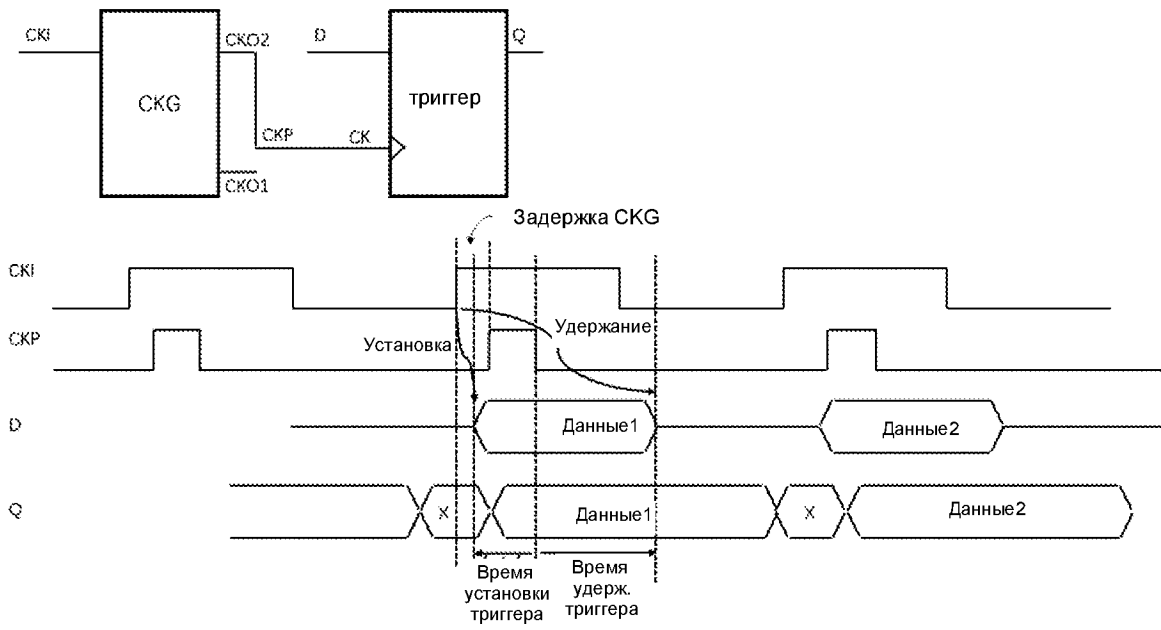 CKI
CKO2
D
Q
CKG
триггер
CKP
CK
CKO1
Задержка CKG
CKI
CKP
Удержание
Установка
D
Данные1
Данные2
Q
X
Данные1
X
Данные2
Время
установки
триггера
Время
удерж.
триггера